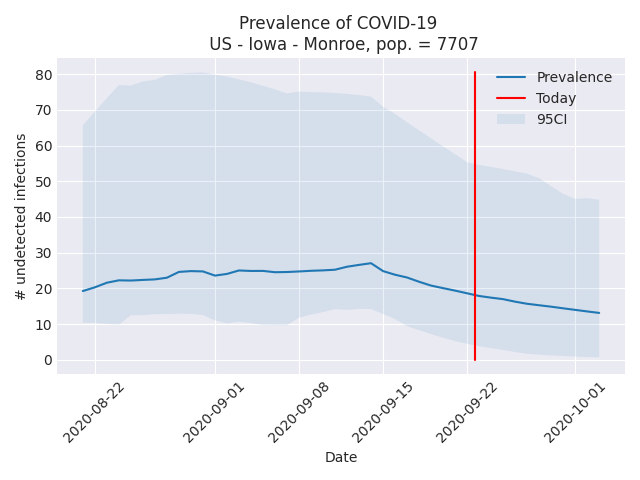 Prevalence of COVID-19
US - Iowa - Monroe, pop. = 7707
Prevalence
Today
95CI
# undetected infections
80
70
60
50
40
30
20
10
0
2020-08-22
2020-09-01
2020-09-08
2020-09-15
2020-09-22
2020-10-01
Date